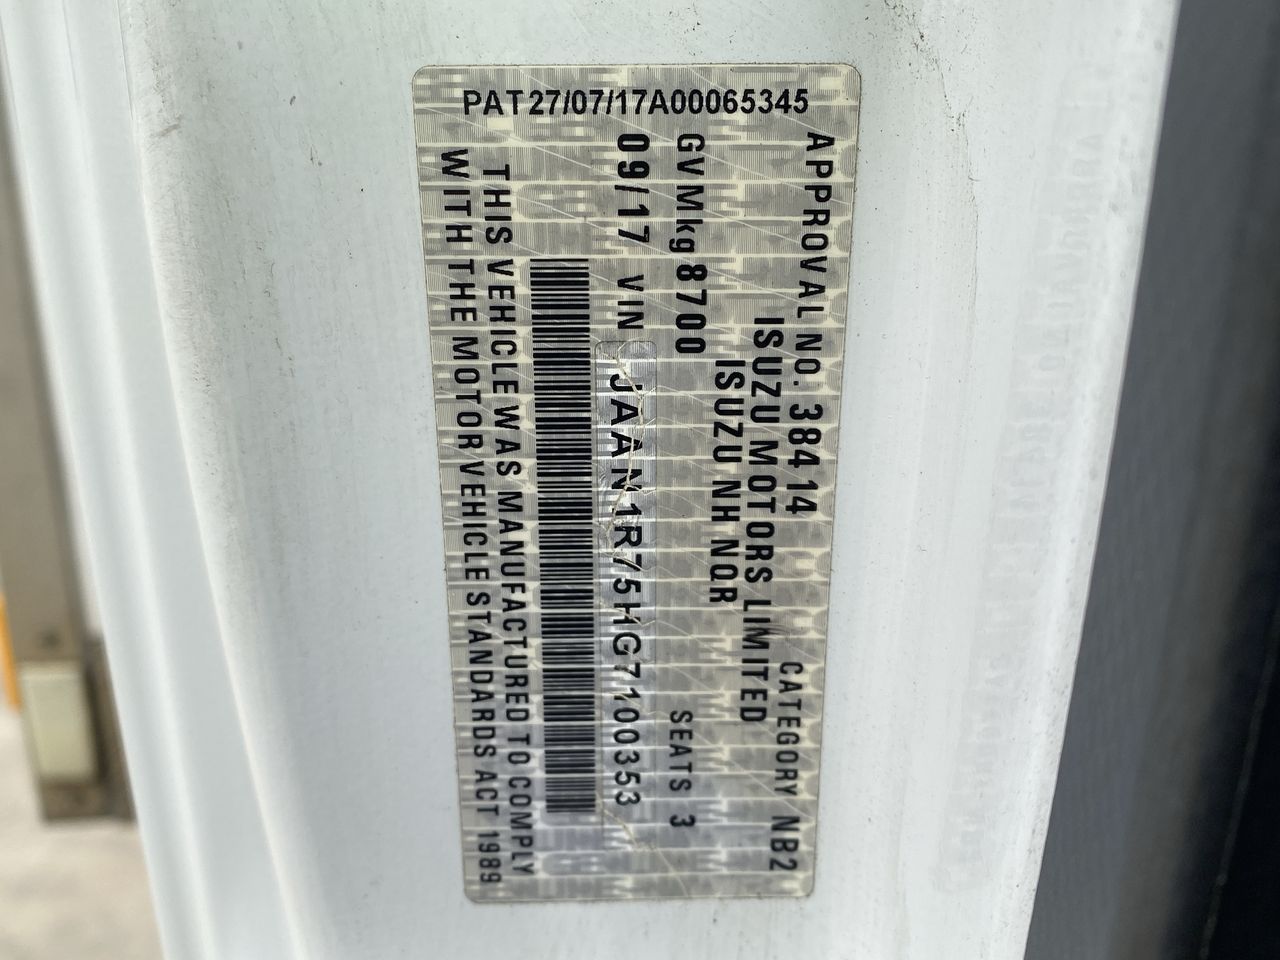 PAT27/07/17A00065345
APPROVAL NO. 38414 CATEGORY NB2
ISUZU MOTORS LIMITED
ISUZU NH NQR
GVMkg 8700 SEATS 3
09/17 VIN JAAN1R75HG7100353
THIS VEHICLE WAS MANUFACTURED TO COMPLY
WITH THE MOTOR VEHICLE STANDARDS ACT 1989